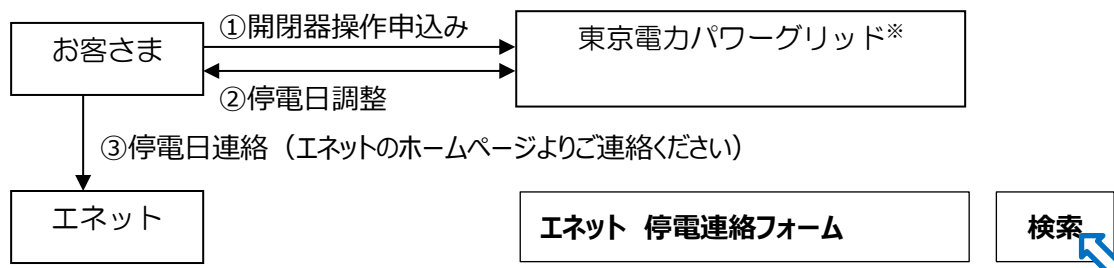 ①開閉器操作申込み
お客さま
東京電力パワーグリッド※
②停電日調整
③停電日連絡（エネットのホームページよりご連絡ください）
エネット
エネット 停電連絡フォーム
検索